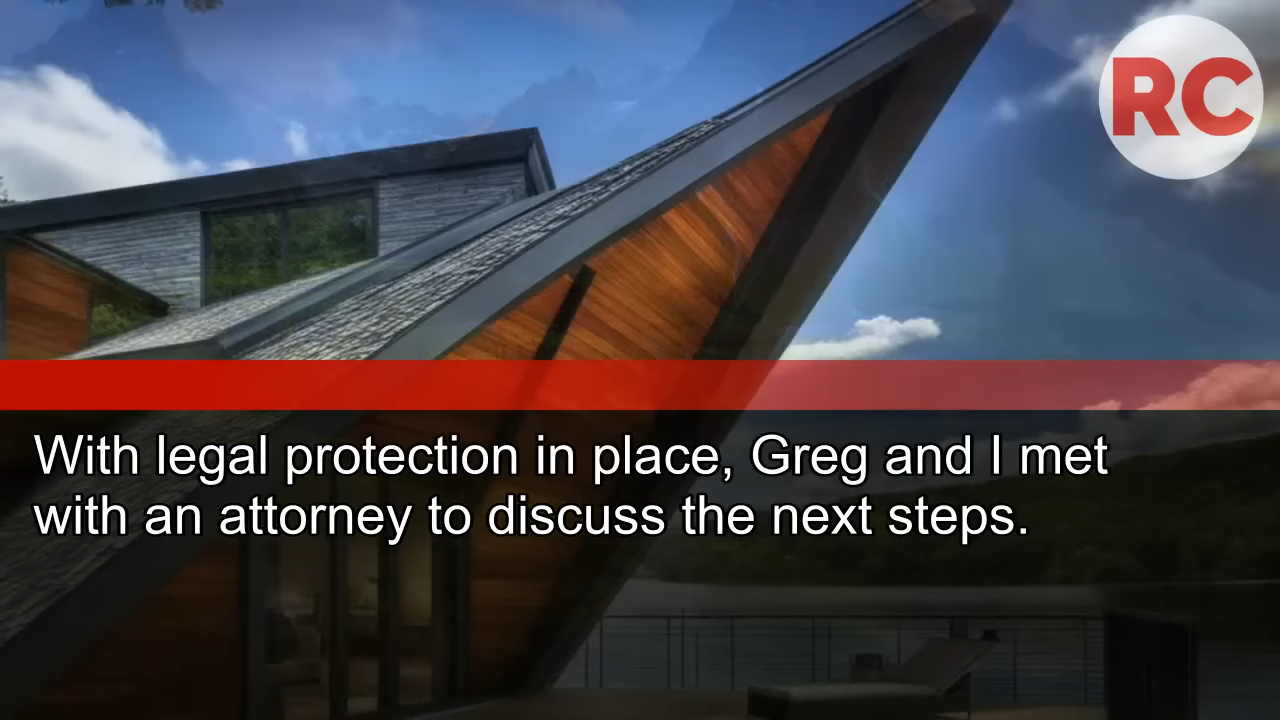 RC
With legal protection in place, Greg and I met
with an attorney to discuss the next steps.